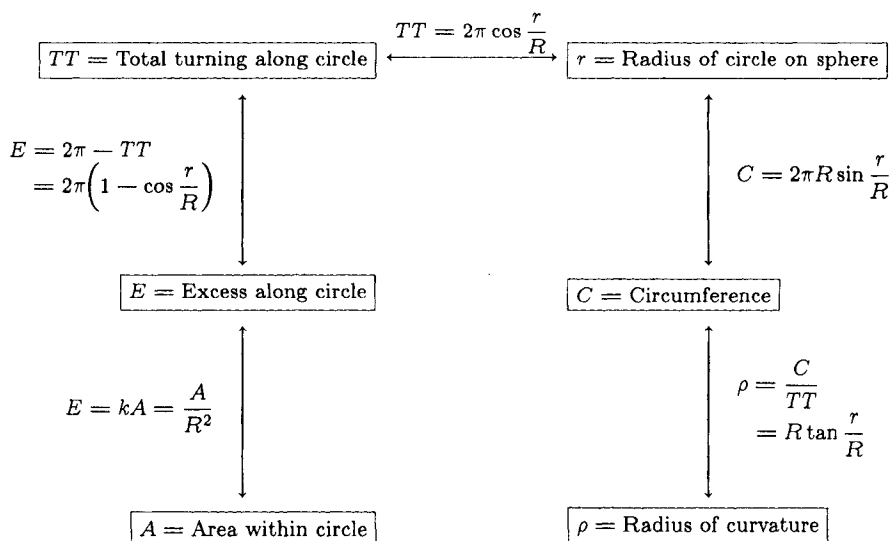 TT = 2π cos r/R
TT = Total turning along circle
r = Radius of circle on sphere
E = 2π − TT
= 2π(1 − cos r/R)
C = 2πR sin r/R
E = Excess along circle
C = Circumference
E = kA = A/R²
ρ = C/TT
= R tan r/R
A = Area within circle
ρ = Radius of curvature